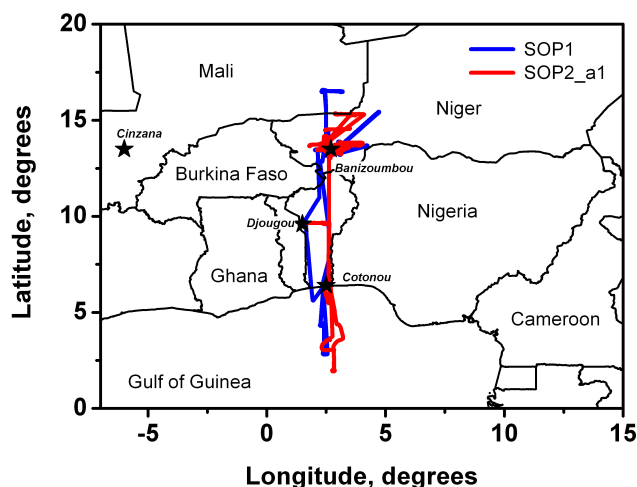 20
15
10
5
0
Latitude, degrees
SOP1
SOP2_a1
Mali
Niger
Cinzana
Banizoumbou
Burkina Faso
Nigeria
Djougou
Ghana
Cotonou
Cameroon
Gulf of Guinea
-5
0
5
10
15
Longitude, degrees